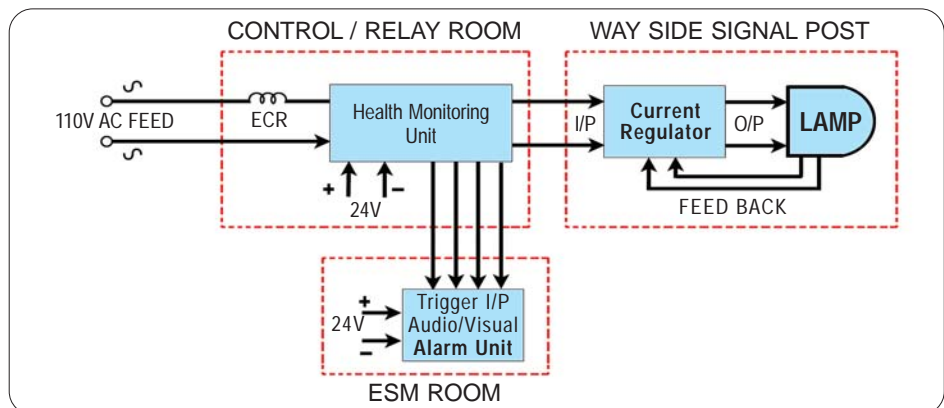 CONTROL / RELAY ROOM
WAY SIDE SIGNAL POST
110V AC FEED
ECR
Health Monitoring
Unit
+
–
24V
I/P
Current
Regulator
O/P
LAMP
FEED BACK
+
24V
–
Trigger I/P
Audio/Visual
Alarm Unit
ESM ROOM